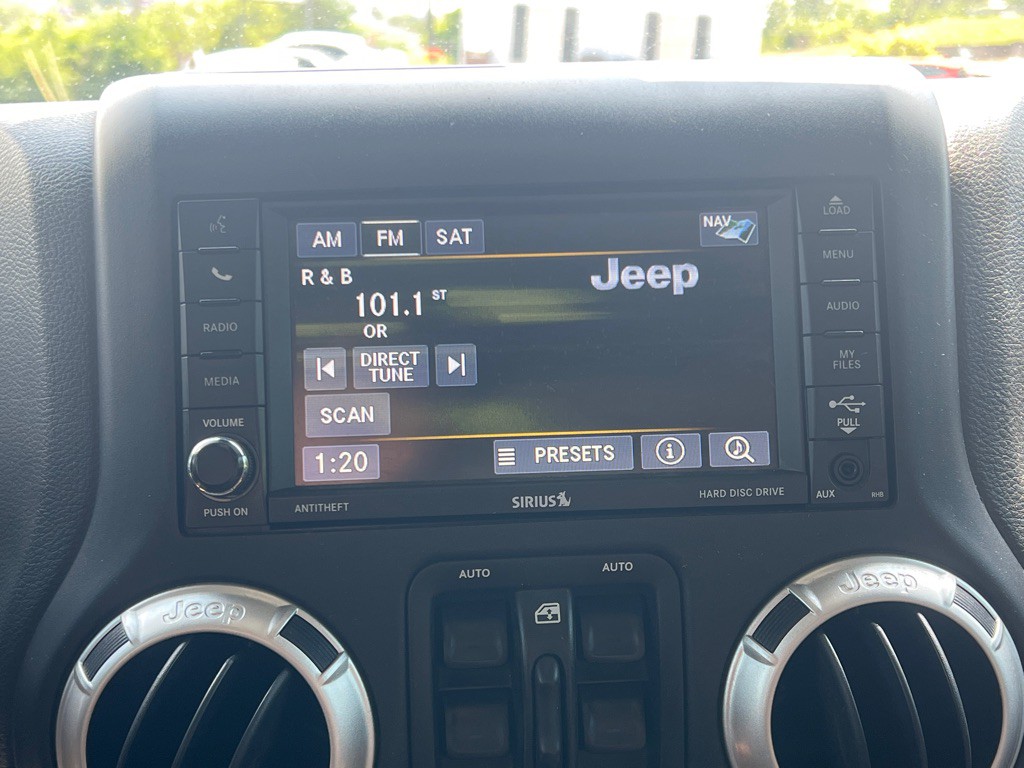 AM FM SAT NAV
R & B
Jeep
101.1 ST
OR
DIRECT
TUNE
SCAN
1:20 PRESETS
RADIO
MEDIA
VOLUME
PUSH ON
LOAD
MENU
AUDIO
MY
FILES
PULL
AUX RHB
ANTITHEFT
SIRIUS
HARD DISC DRIVE
AUTO AUTO
Jeep
Jeep